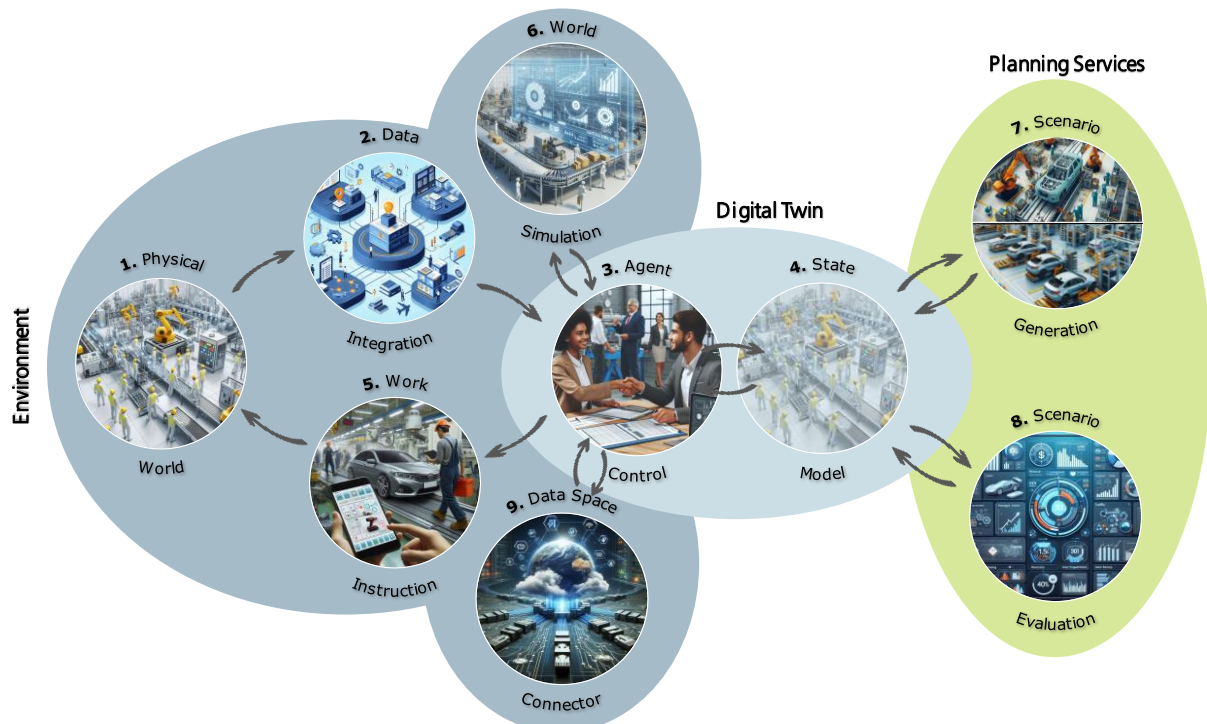 Environment
1. Physical
World
2. Data
Integration
5. Work
Instruction
6. World
Simulation
9. Data Space
Connector
Digital Twin
3. Agent
Control
4. State
Model
Planning Services
7. Scenario
Generation
8. Scenario
Evaluation
$
40%